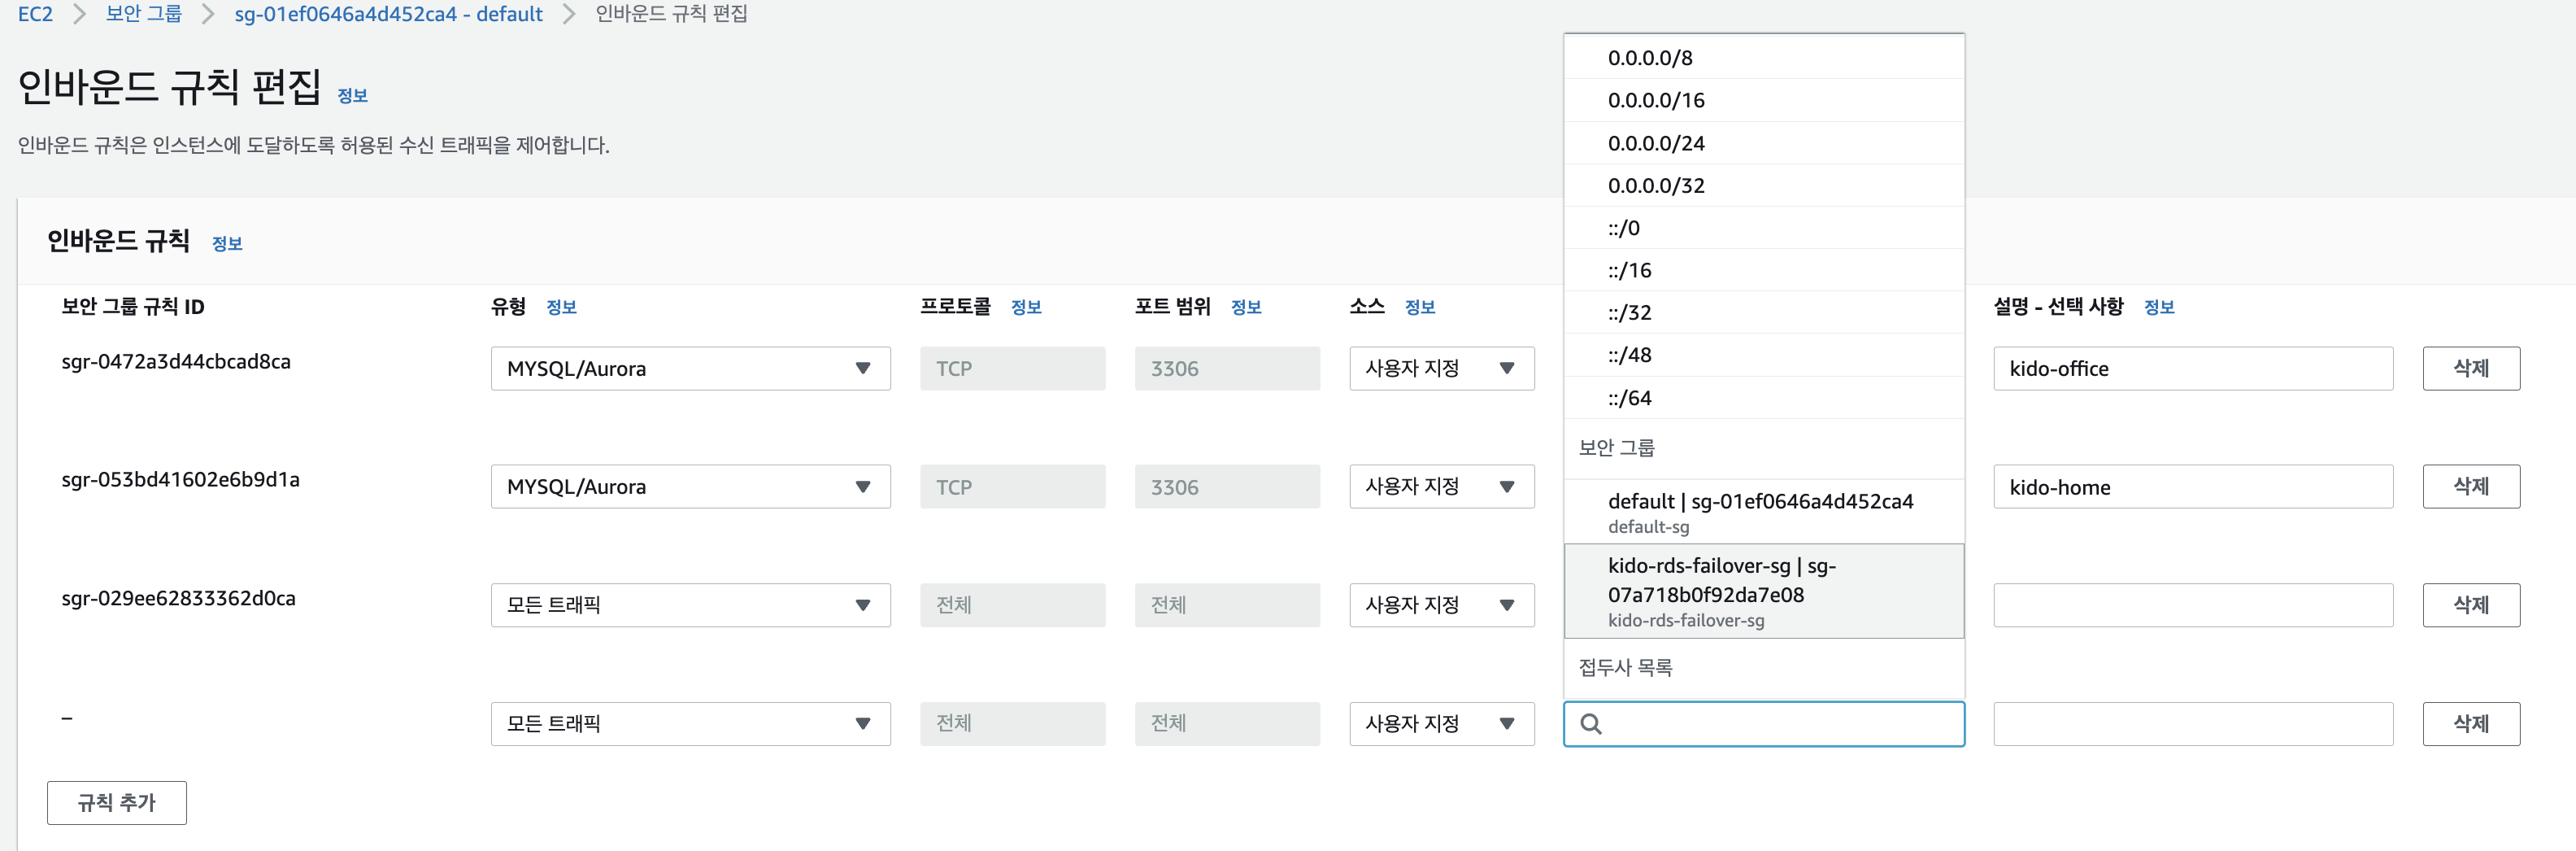 EC2 > 보안 그룹 > sg-01ef0646a4d452ca4 - default > 인바운드 규칙 편집
인바운드 규칙 편집 정보
인바운드 규칙은 인스턴스에 도달하도록 허용된 수신 트래픽을 제어합니다.
인바운드 규칙 정보
보안 그룹 규칙 ID 유형 정보 프로토콜 정보 포트 범위 정보 소스 정보 설명 - 선택 사항 정보
sgr-0472a3d44cbcad8ca MYSQL/Aurora TCP 3306 사용자 지정 kido-office 삭제
sgr-053bd41602e6b9d1a MYSQL/Aurora TCP 3306 사용자 지정 kido-home 삭제
sgr-029ee62833362d0ca 모든 트래픽 전체 전체 사용자 지정 삭제
– 모든 트래픽 전체 전체 사용자 지정 삭제
0.0.0.0/8
0.0.0.0/16
0.0.0.0/24
0.0.0.0/32
::/0
::/16
::/32
::/48
::/64
보안 그룹
default | sg-01ef0646a4d452ca4
default-sg
kido-rds-failover-sg | sg-
07a718b0f92da7e08
kido-rds-failover-sg
접두사 목록
규칙 추가